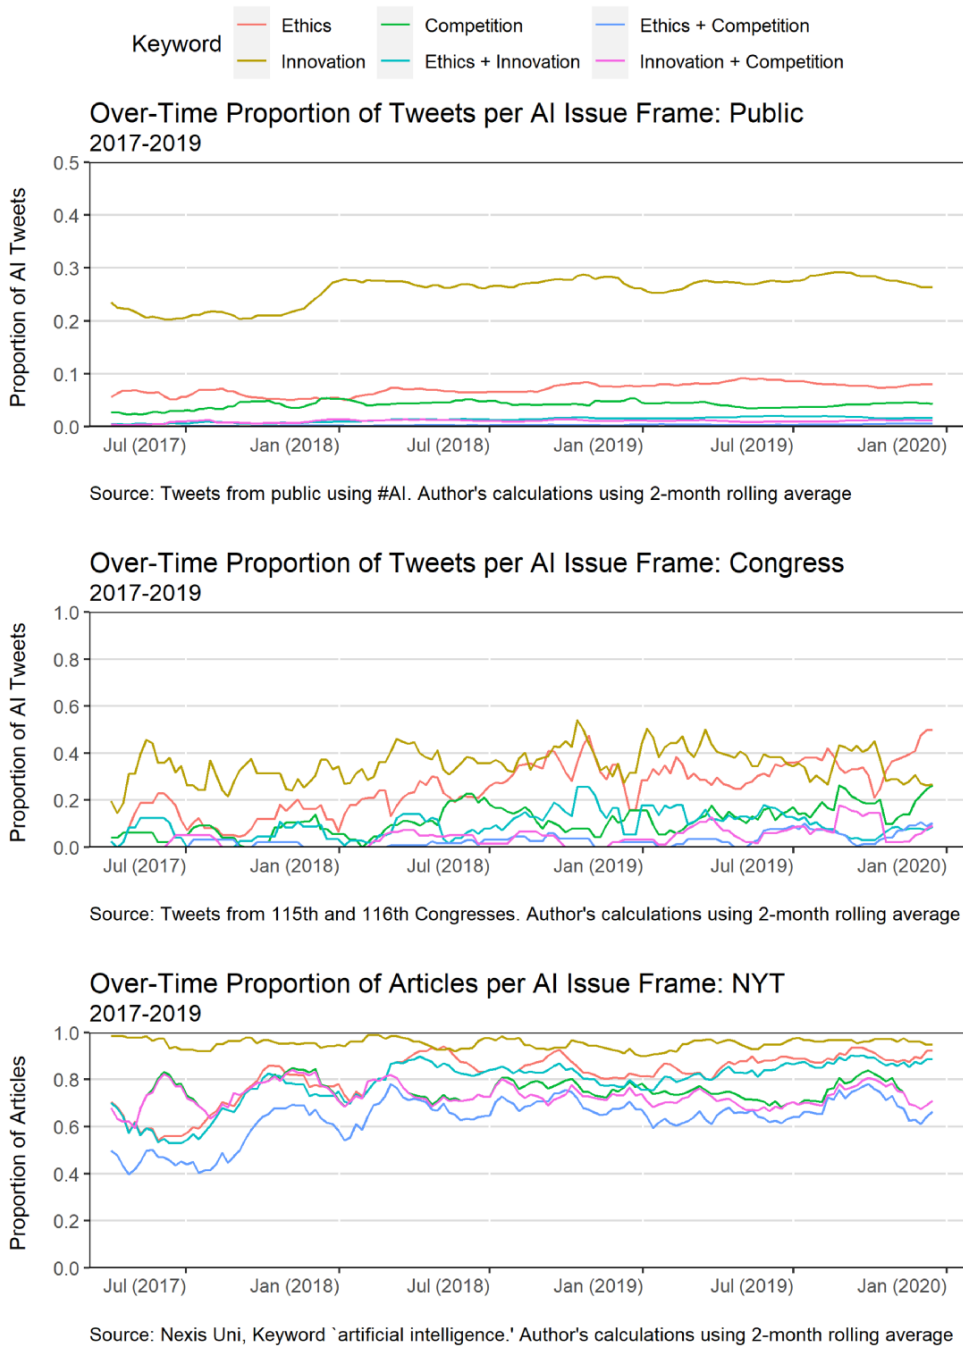 Keyword
Ethics
Competition
Ethics + Competition
Innovation
Ethics + Innovation
Innovation + Competition
Over-Time Proportion of Tweets per AI Issue Frame: Public
2017-2019
Proportion of AI Tweets
0.5
0.4
0.3
0.2
0.1
0.0
Jul (2017)
Jan (2018)
Jul (2018)
Jan (2019)
Jul (2019)
Jan (2020)
Source: Tweets from public using #AI. Author's calculations using 2-month rolling average
Over-Time Proportion of Tweets per AI Issue Frame: Congress
2017-2019
Proportion of AI Tweets
1.0
0.8
0.6
0.4
0.2
0.0
Jul (2017)
Jan (2018)
Jul (2018)
Jan (2019)
Jul (2019)
Jan (2020)
Source: Tweets from 115th and 116th Congresses. Author's calculations using 2-month rolling average
Over-Time Proportion of Articles per AI Issue Frame: NYT
2017-2019
Proportion of Articles
1.0
0.8
0.6
0.4
0.2
0.0
Jul (2017)
Jan (2018)
Jul (2018)
Jan (2019)
Jul (2019)
Jan (2020)
Source: Nexis Uni, Keyword `artificial intelligence.' Author's calculations using 2-month rolling average